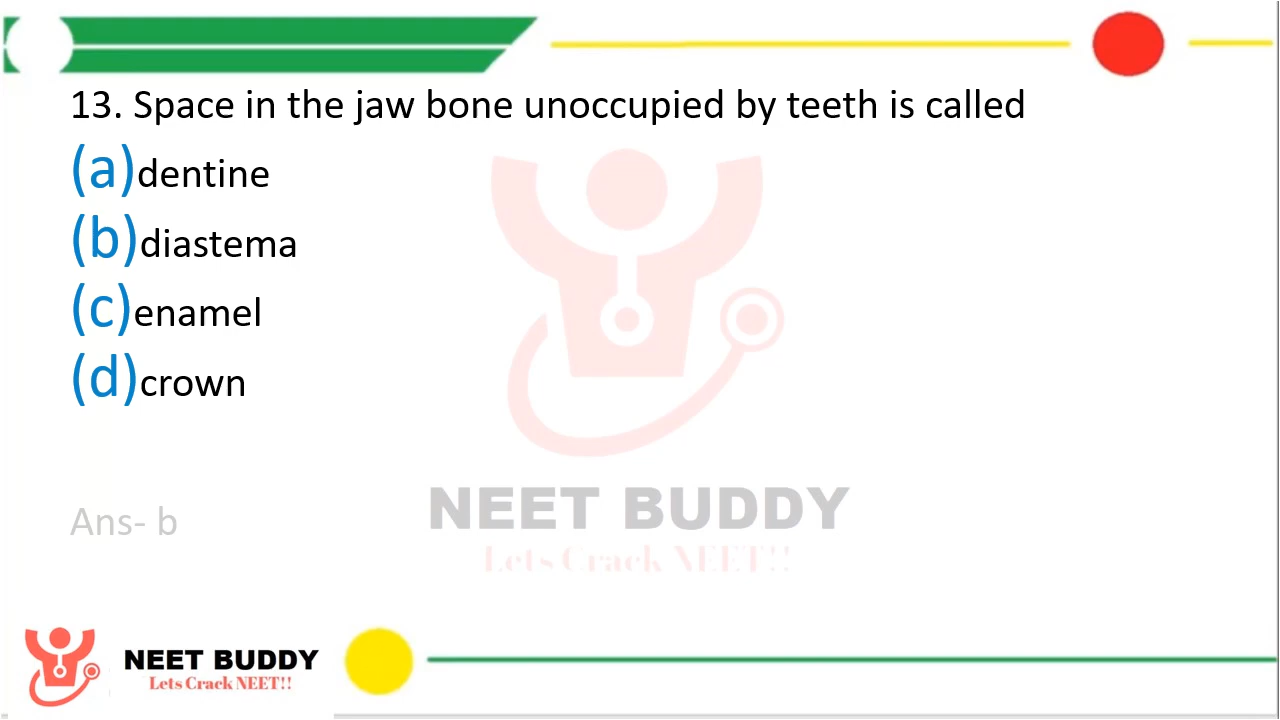 13. Space in the jaw bone unoccupied by teeth is called
(a)dentine
(b)diastema
(c)enamel
(d)crown
NEET BUDDY
Ans- b
Lets Crack NEET!!
NEET BUDDY
Lets Crack NEET!!